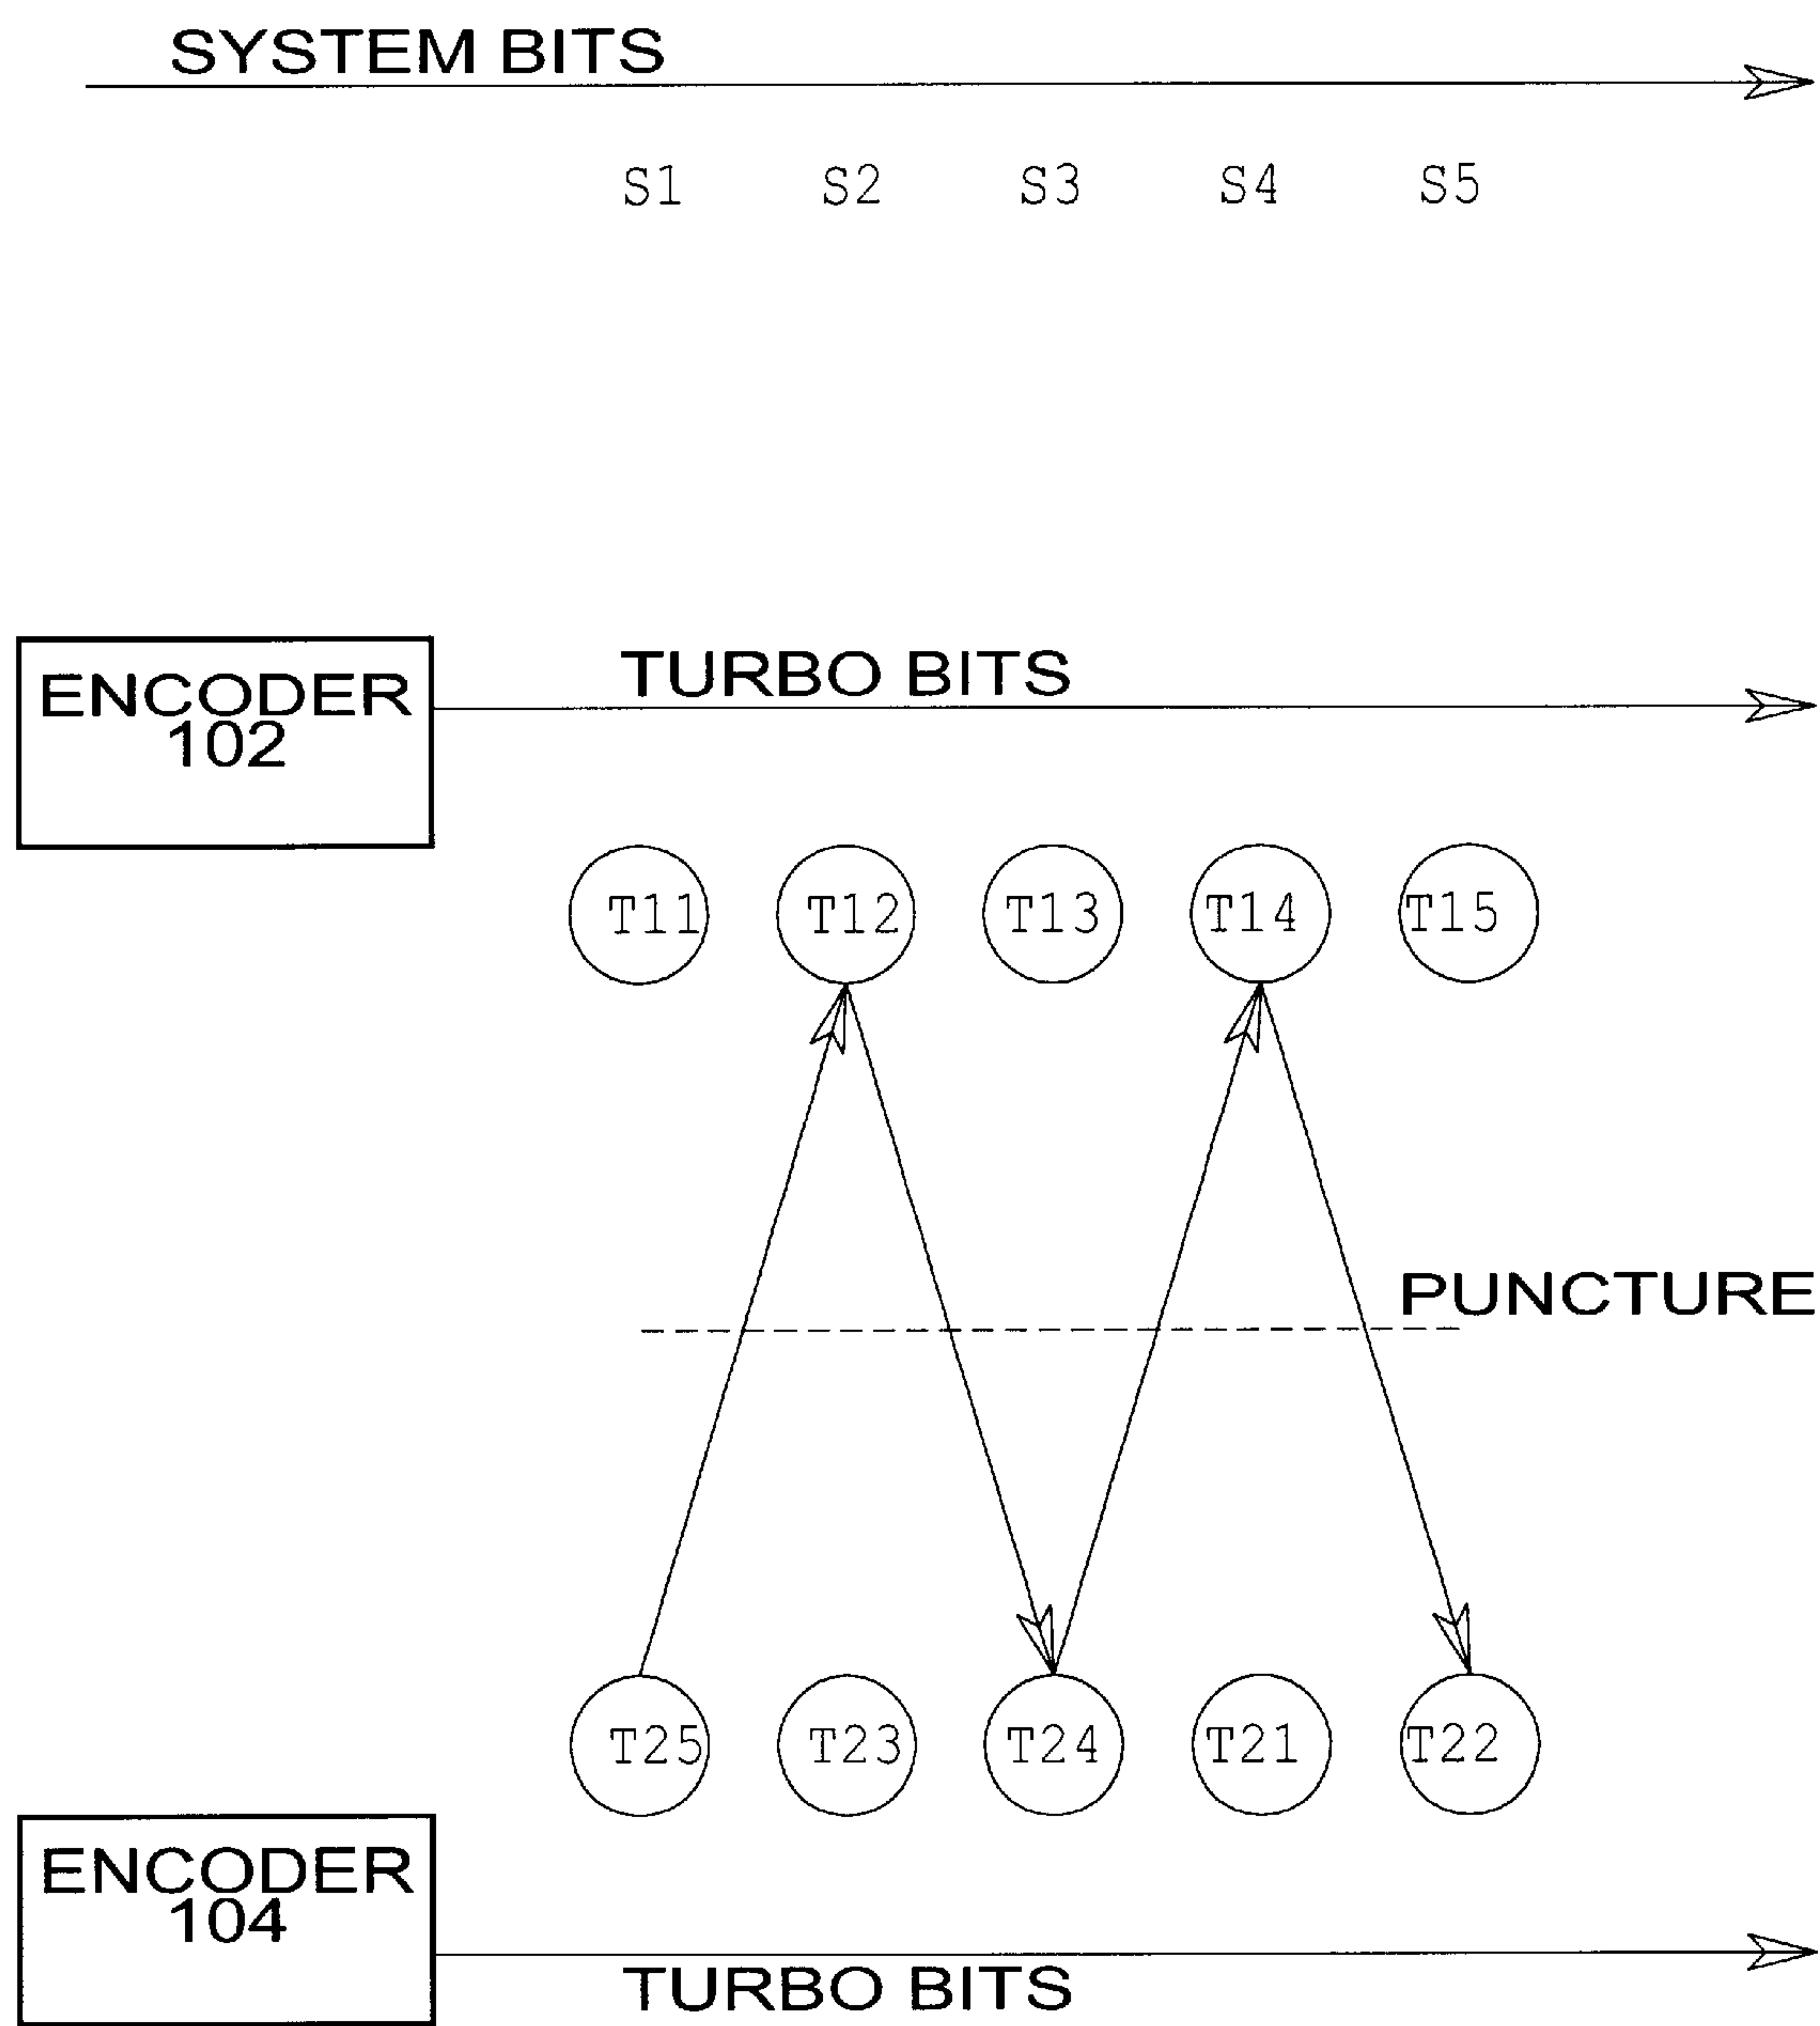 SYSTEM BITS
S1 S2 S3 S4 S5
ENCODER
102
TURBO BITS
T11 T12 T13 T14 T15
PUNCTURE
T25 T23 T24 T21 T22
ENCODER
104
TURBO BITS